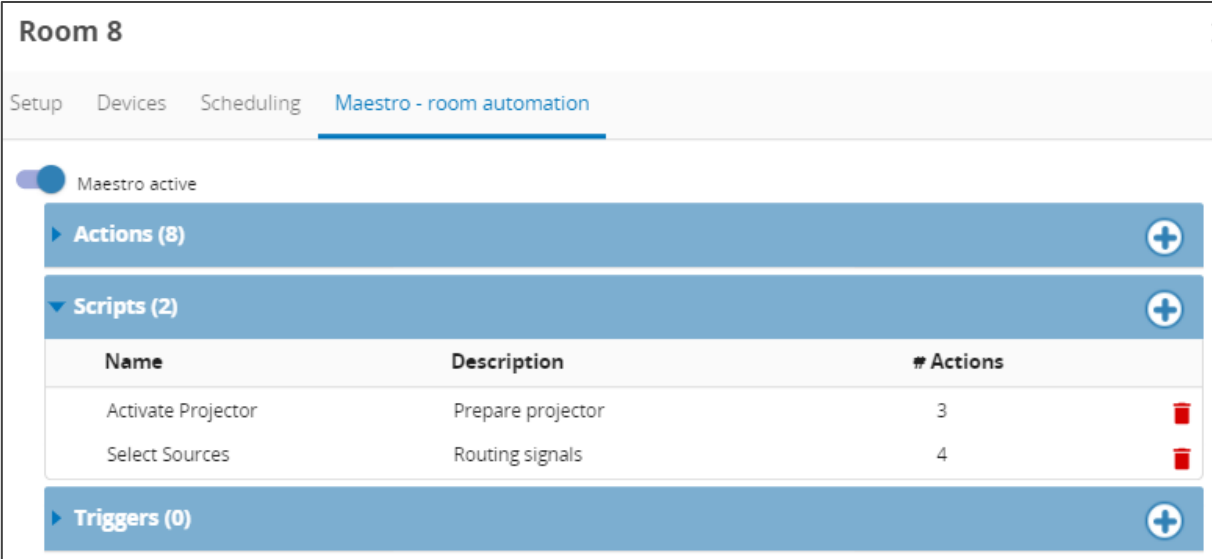 Room 8
Setup Devices Scheduling Maestro - room automation
Maestro active
Actions (8)
Scripts (2)
Name Description # Actions
Activate Projector Prepare projector 3
Select Sources Routing signals 4
Triggers (0)